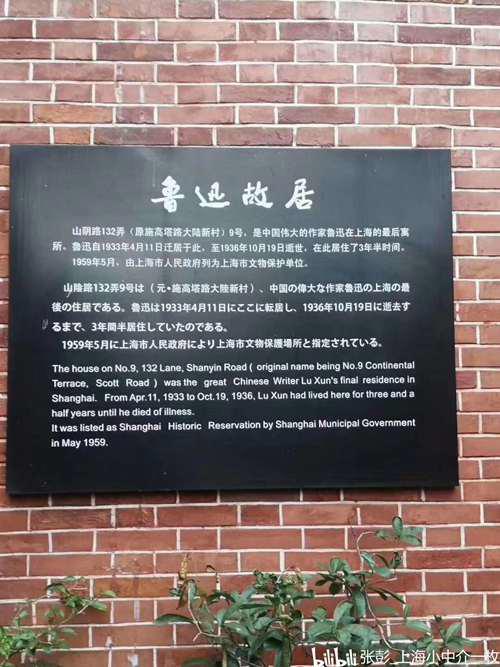 鲁迅故居
山阴路132弄（原施高塔路大陆新村）9号，是中国伟大的作家鲁迅在上海的最后寓
所。鲁迅自1933年4月11日迁居于此，至1936年10月19日逝世，在此居住了3年半时间。
1959年5月，由上海市人民政府列为上海市文物保护单位。
山陰路132弄9号は（元・施高塔路大陸新村）、中国の偉大な作家魯迅の上海の最
後の住居である。魯迅は1933年4月11日にここに転居し、1936年10月19日に逝去す
るまで、3年間半居住していたのである。
1959年5月に上海市人民政府により上海市文物保護場所と指定されている。
The house on No.9, 132 Lane, Shanyin Road ( original name being No.9 Continental
Terrace, Scott Road ) was the great Chinese Writer Lu Xun's final residence in
Shanghai. From Apr.11, 1933 to Oct.19, 1936, Lu Xun had lived here for three and a
half years until he died of illness.
It was listed as Shanghai Historic Reservation by Shanghai Municipal Government
in May 1959.
bilibili 张彭_上海小中介一枚